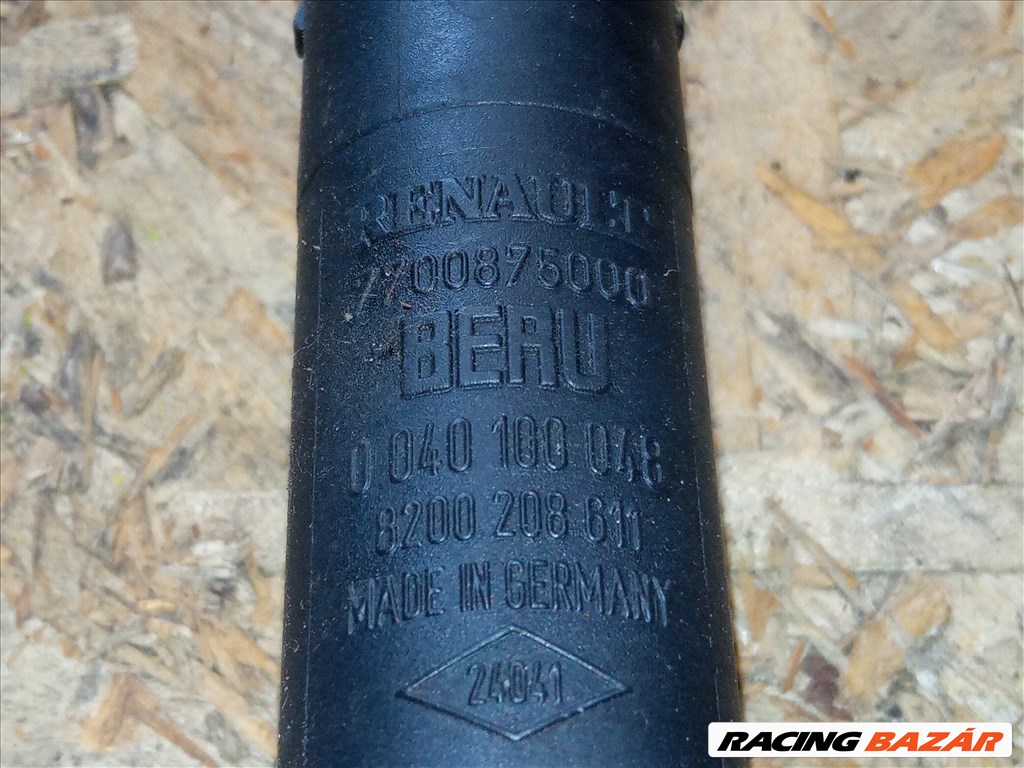 RENAULT
7700875000
BERU
0 040 100 048
8200 208 611
MADE IN GERMANY
24041
RACING BAZÁR